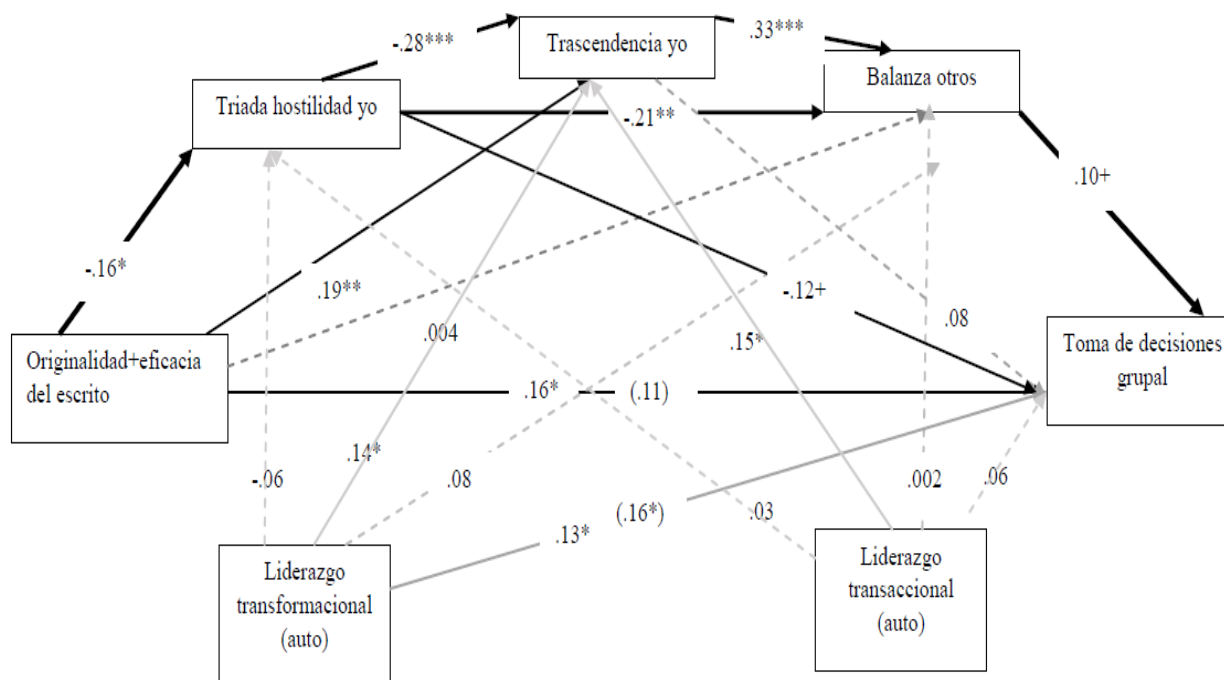 -.28***
Trascendencia yo
.33***
Balanza otros
Triada hostilidad yo
-.21**
.10+
-.16*
.19**
-.12+
.004
.15*
.08
Originalidad+eficacia
del escrito
Toma de decisiones
grupal
.16*
(.11)
.14*
-.06
.08
.002
.06
(.16*)
.03
.13*
Liderazgo
transformacional
(auto)
Liderazgo
transaccional
(auto)